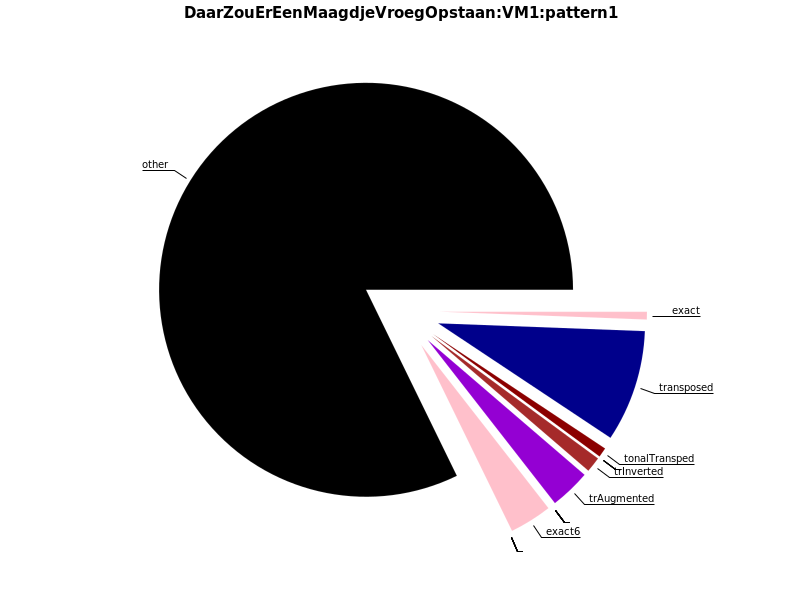 DaarZouErEenMaagdjeVroegOpstaan:VM1:pattern1
other
exact
transposed
tonalTransped
trInverted
trAugmented
exact6